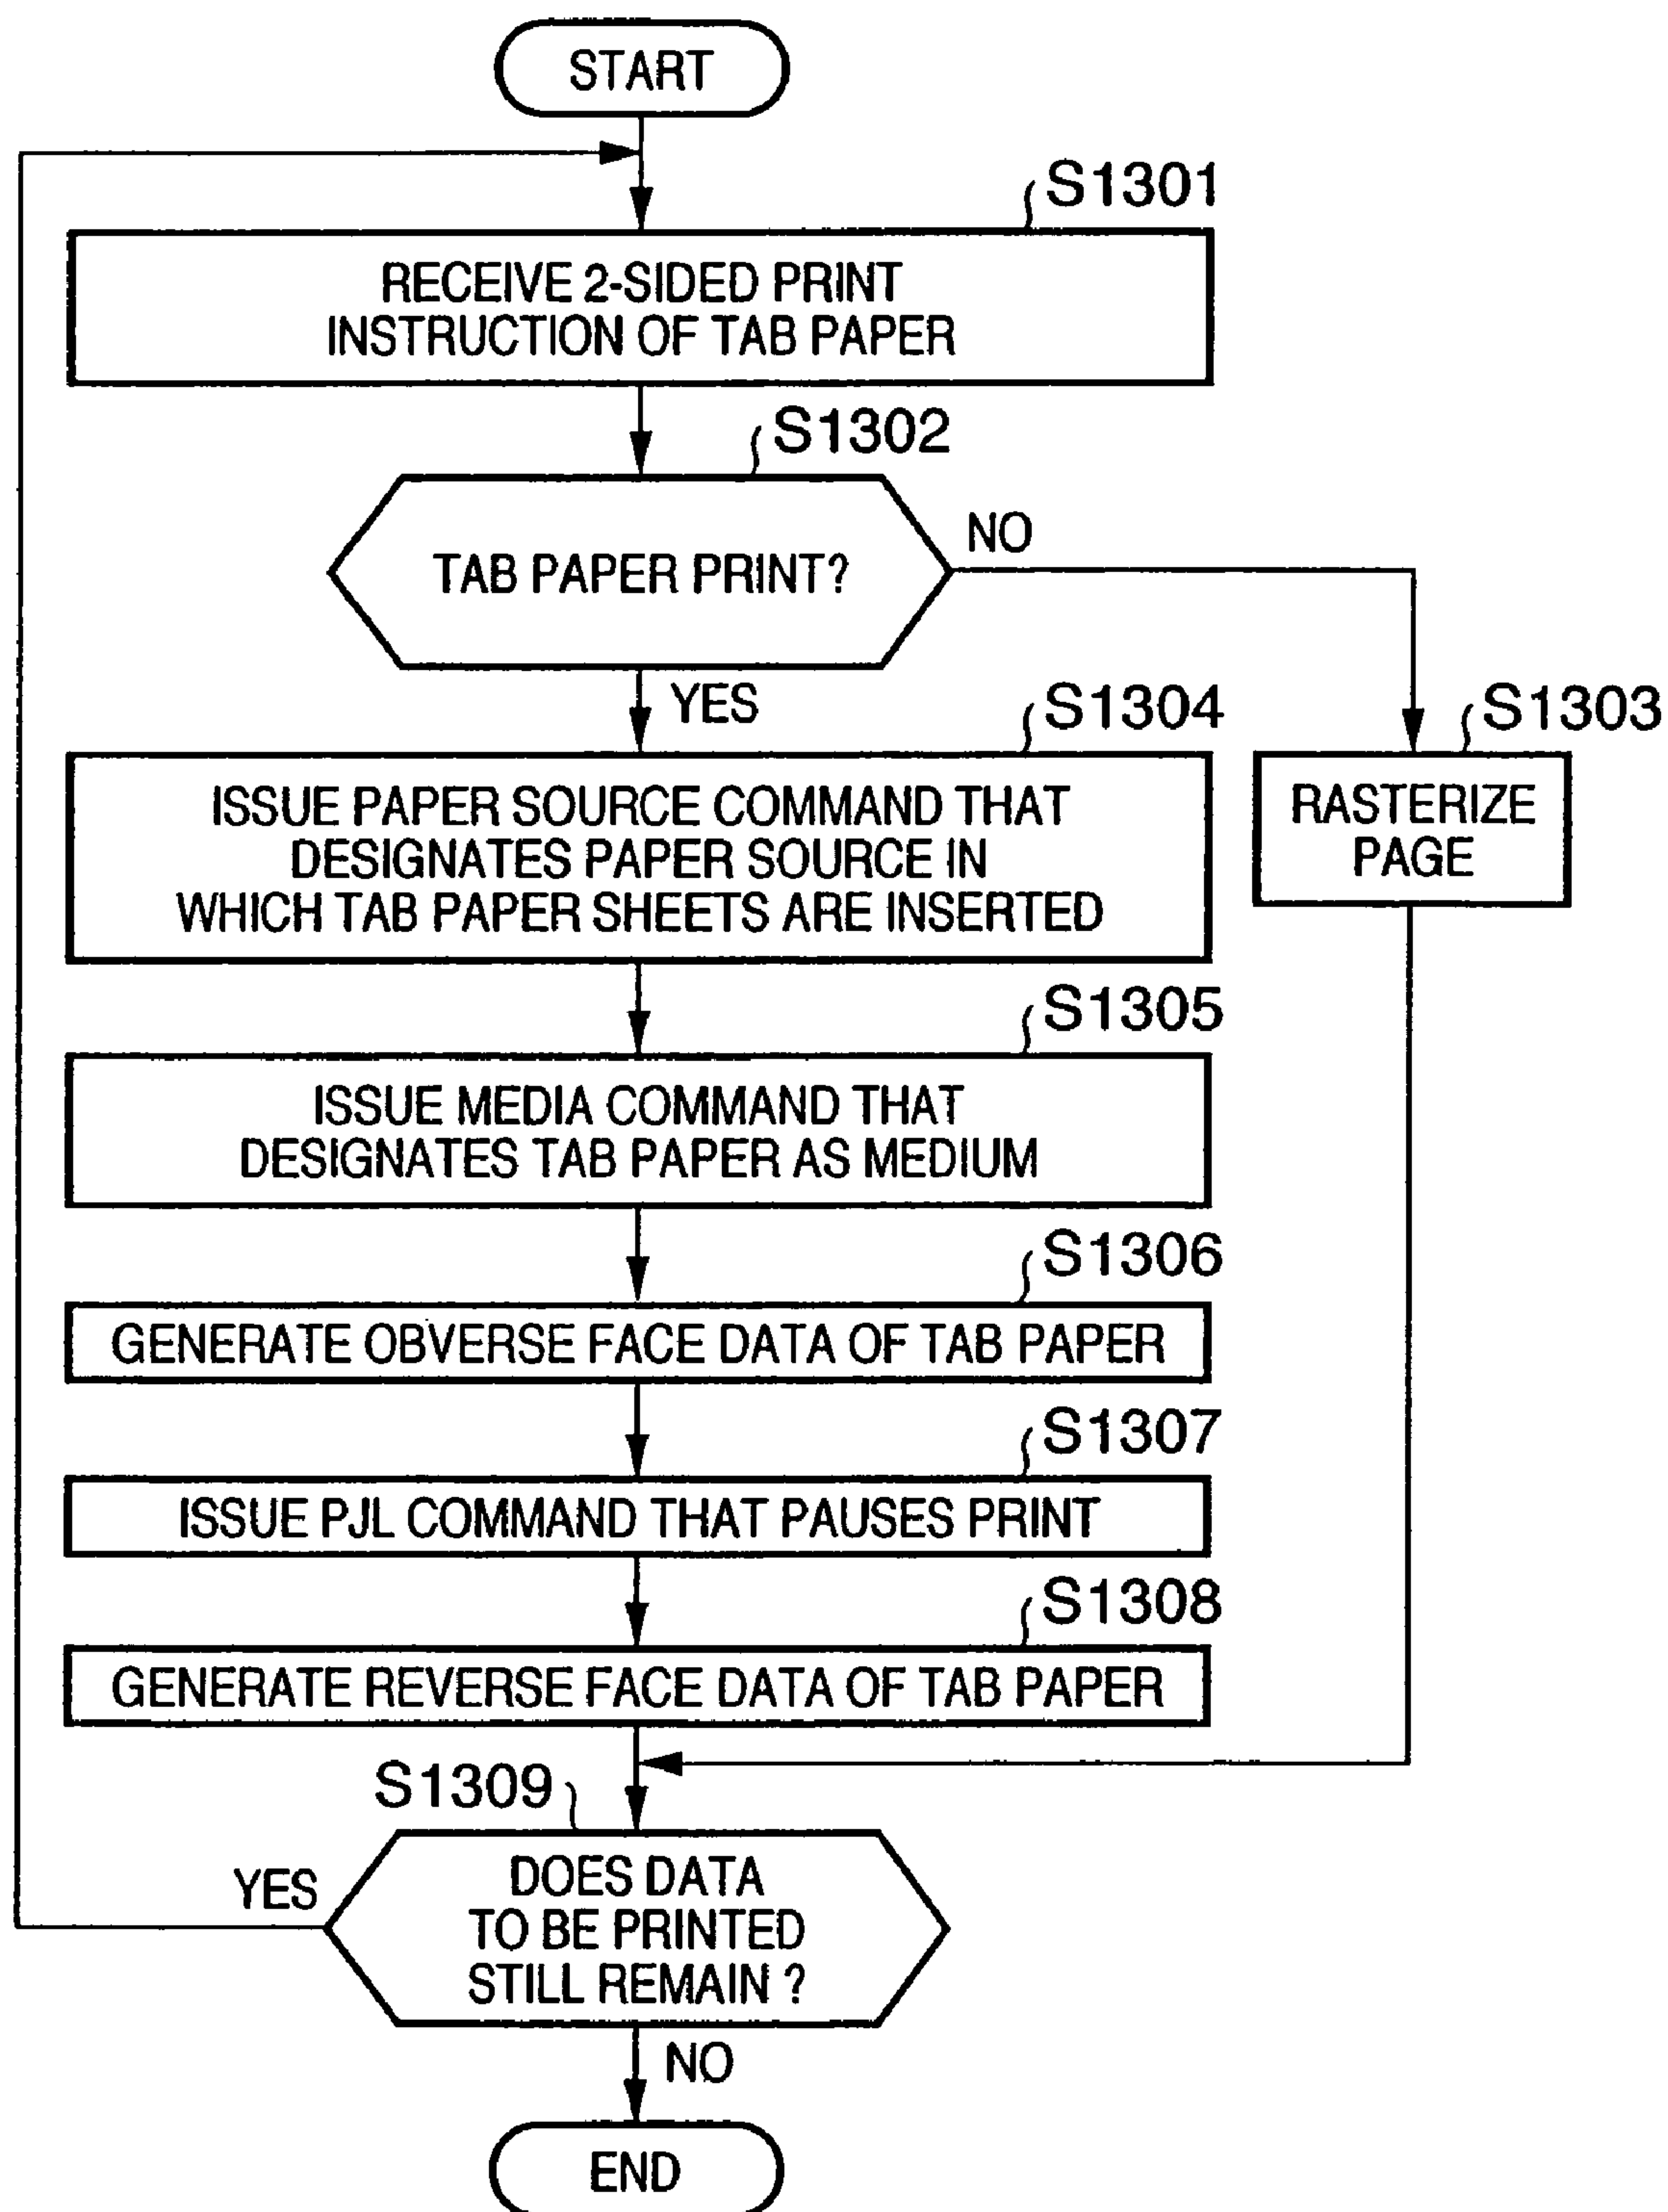 START
S1301
RECEIVE 2-SIDED PRINT
INSTRUCTION OF TAB PAPER
S1302
TAB PAPER PRINT?
NO
YES
S1304
ISSUE PAPER SOURCE COMMAND THAT
DESIGNATES PAPER SOURCE IN
WHICH TAB PAPER SHEETS ARE INSERTED
S1303
RASTERIZE
PAGE
S1305
ISSUE MEDIA COMMAND THAT
DESIGNATES TAB PAPER AS MEDIUM
S1306
GENERATE OBVERSE FACE DATA OF TAB PAPER
S1307
ISSUE PJL COMMAND THAT PAUSES PRINT
S1308
GENERATE REVERSE FACE DATA OF TAB PAPER
S1309
DOES DATA
TO BE PRINTED
STILL REMAIN ?
YES
NO
END